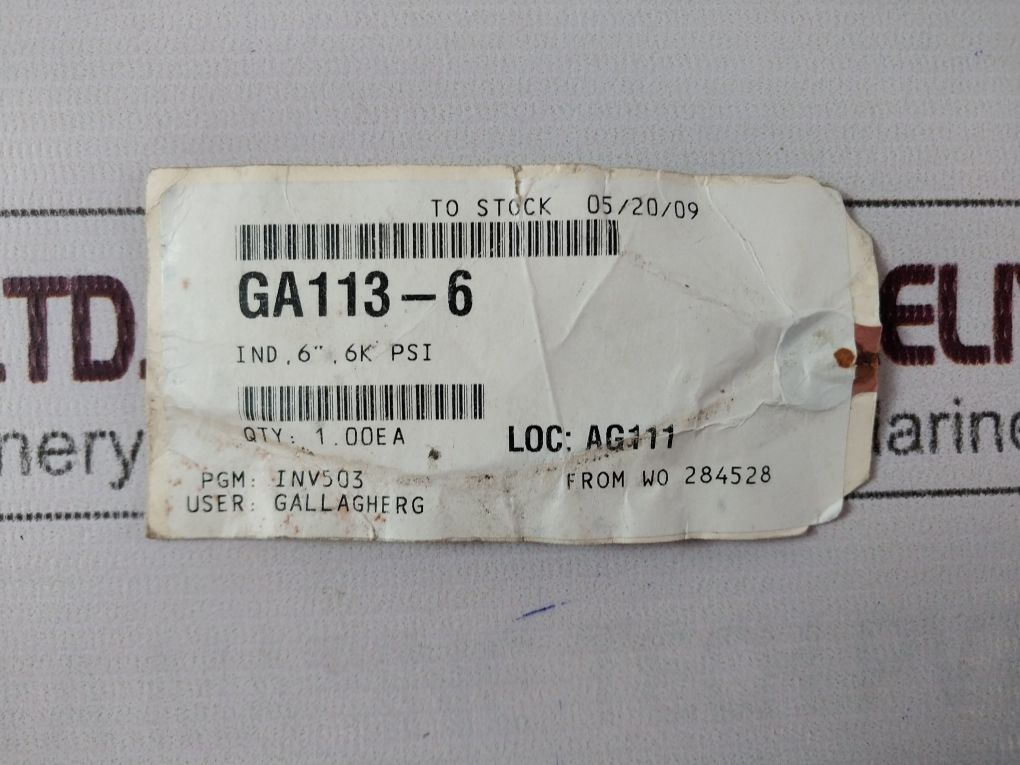 TO STOCK 05/20/09
GA113-6
IND,6",6K PSI
QTY: 1.00EA
LOC: AG111
PGM: INV503
FROM WO 284528
USER: GALLAGHERG
LTD.
ELIV
nery
arine